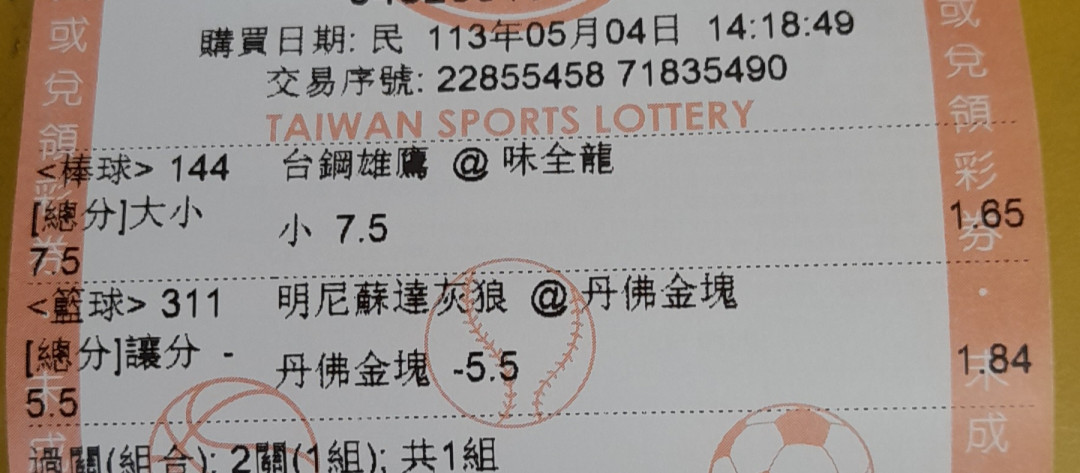 購買日期: 民 113年05月04日 14:18:49
交易序號: 22855458 71835490
TAIWAN SPORTS LOTTERY
<棒球> 144 台鋼雄鷹 @ 味全龍
[總分]大小 小 7.5 1.65
7.5
<籃球> 311 明尼蘇達灰狼 @ 丹佛金塊
[總分]讓分 - 丹佛金塊 -5.5 1.84
5.5
過關(組合): 2關(1組); 共1組
或兌領彩券
或兌領彩券·未成